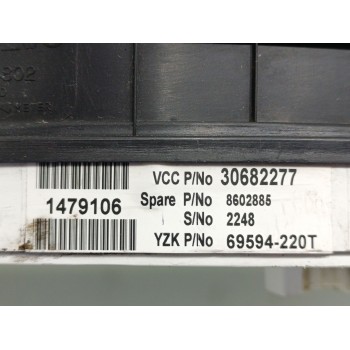 VCC P/No 30682277
1479106
Spare P/No 8602885
S/No 2248
YZK P/No 69594-220T